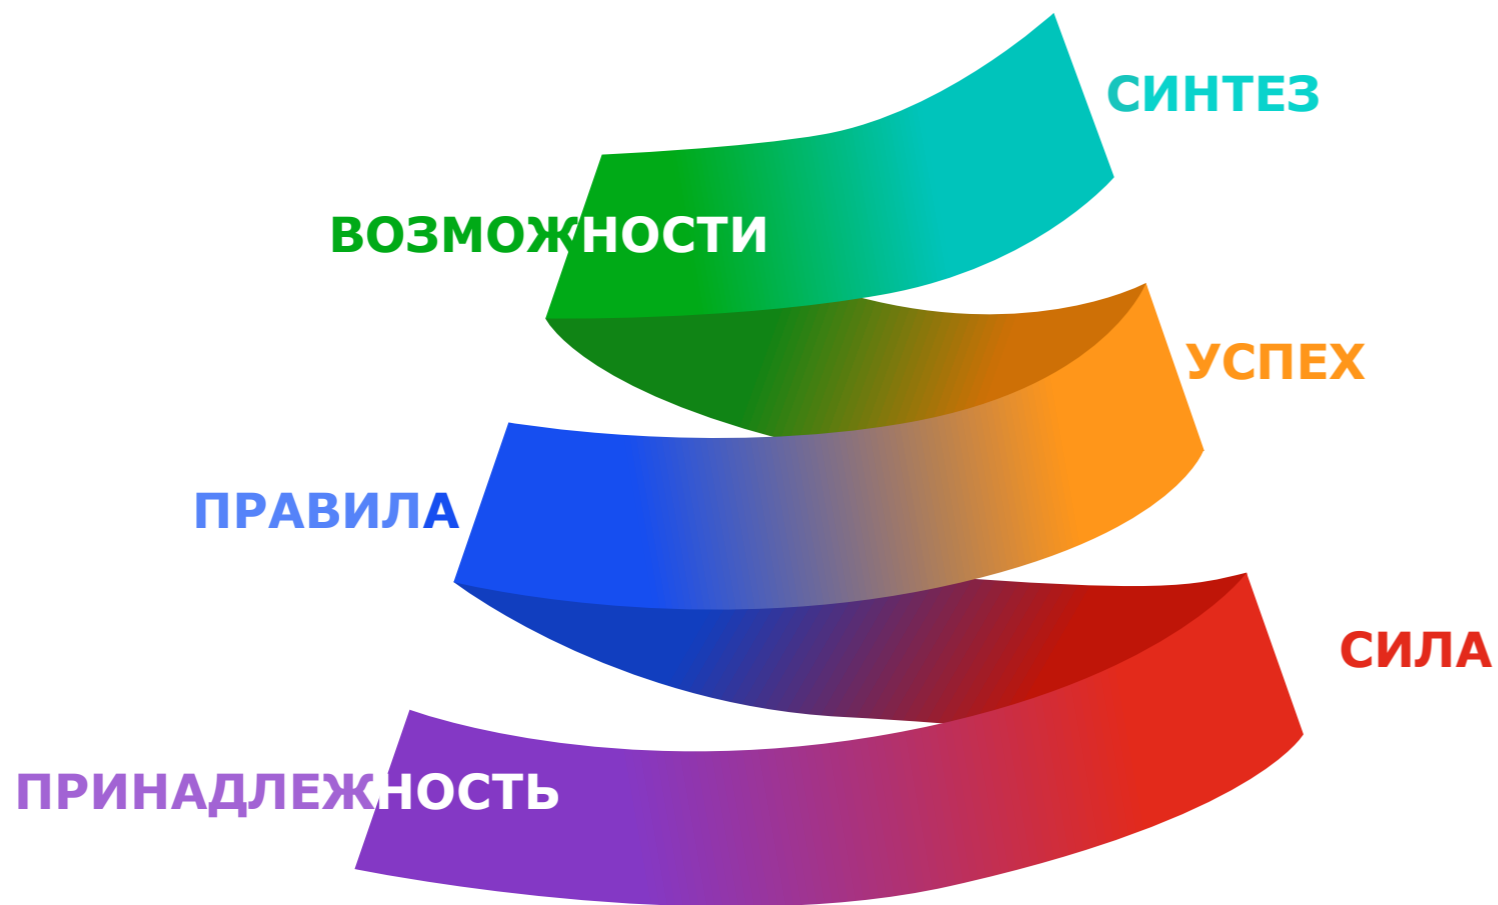 СИНТЕЗ
ВОЗМОЖНОСТИ
УСПЕХ
ПРАВИЛА
СИЛА
ПРИНАДЛЕЖНОСТЬ